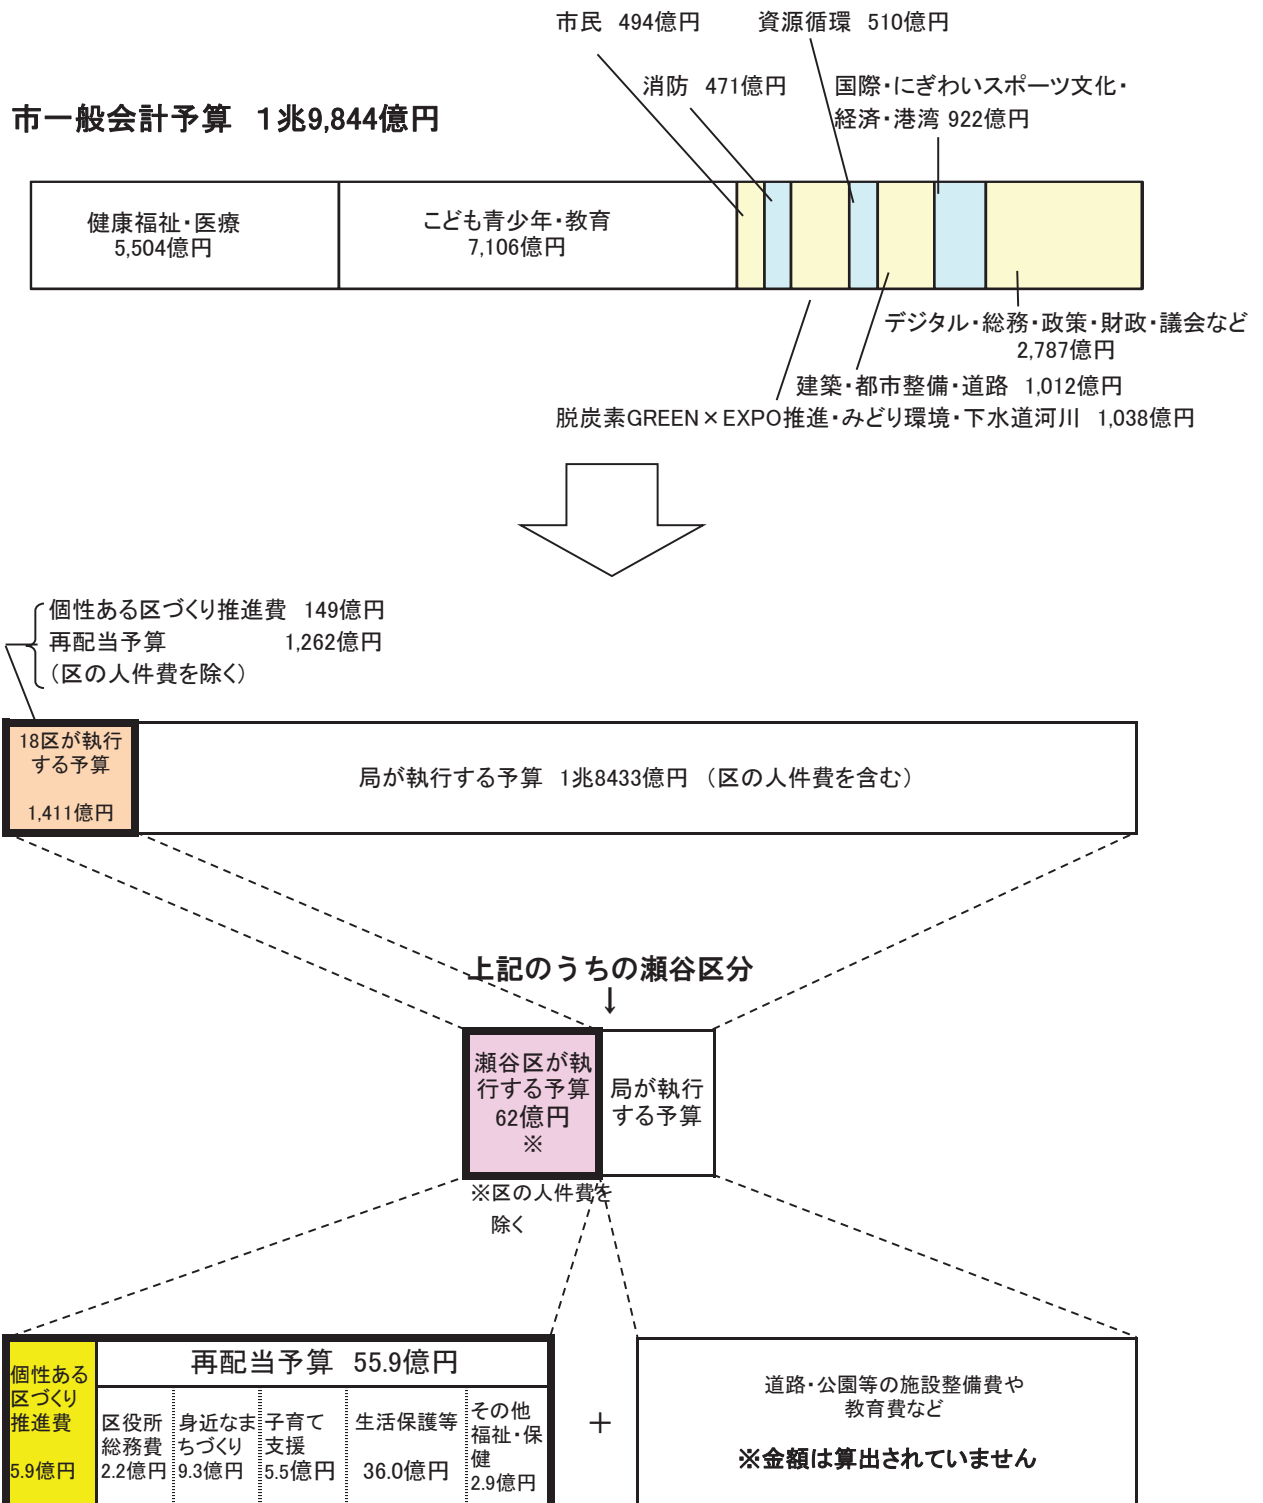 市民 494億円
資源循環 510億円
消防 471億円
国際・にぎわいスポーツ文化・
経済・港湾 922億円
市一般会計予算 1兆9,844億円
健康福祉・医療
5,504億円
こども青少年・教育
7,106億円
デジタル・総務・政策・財政・議会など
2,787億円
建築・都市整備・道路 1,012億円
脱炭素GREEN×EXPO推進・みどり環境・下水道河川 1,038億円
個性ある区づくり推進費 149億円
再配当予算 1,262億円
(区の人件費を除く)
18区が執行
する予算
1,411億円
局が執行する予算 1兆8433億円 (区の人件費を含む)
上記のうちの瀬谷区分
↓
瀬谷区が執
行する予算
62億円
※
局が執行
する予算
※区の人件費を
除く
個性ある
区づくり
推進費
5.9億円
再配当予算 55.9億円
区役所
総務費
2.2億円
身近なま
ちづくり
9.3億円
子育て
支援
5.5億円
生活保護等
36.0億円
その他
福祉・保
健
2.9億円
+
道路・公園等の施設整備費や
教育費など
※金額は算出されていません